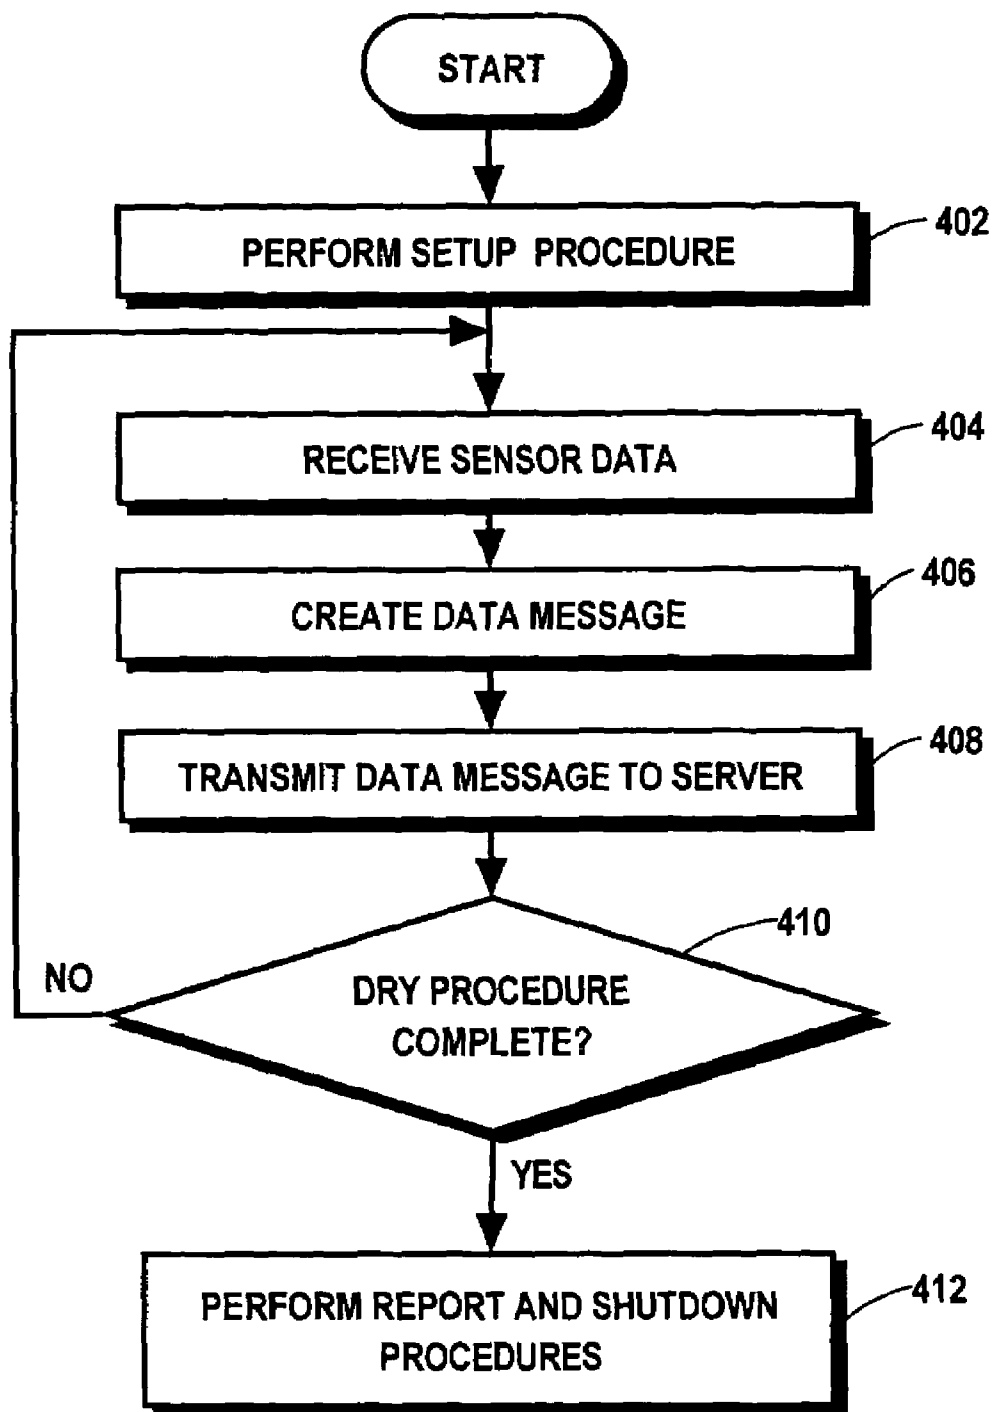 START
PERFORM SETUP PROCEDURE
402
RECEIVE SENSOR DATA
404
CREATE DATA MESSAGE
406
TRANSMIT DATA MESSAGE TO SERVER
408
410
DRY PROCEDURE
COMPLETE?
NO
YES
PERFORM REPORT AND SHUTDOWN
PROCEDURES
412